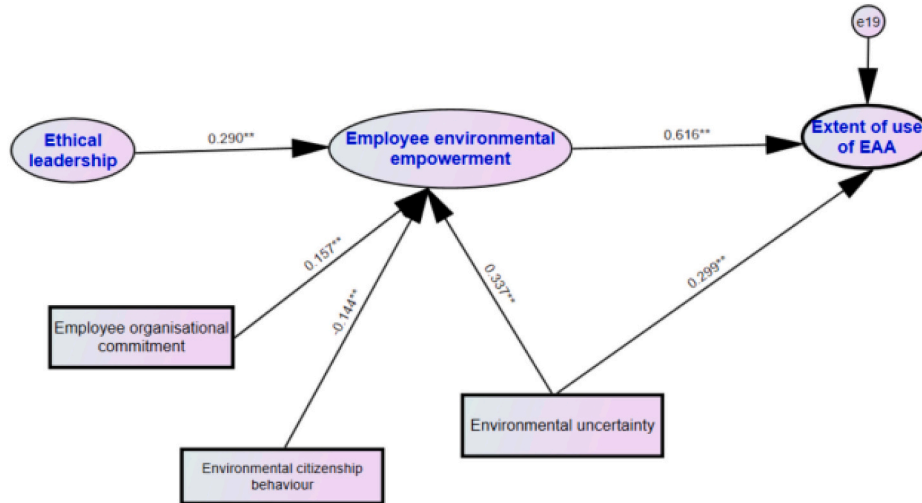 e19
Ethical
leadership
0.290**
Employee environmental
empowerment
0.616**
Extent of use
of EAA
0.157**
-0.144**
0.337**
0.299**
Employee organisational
commitment
Environmental citizenship
behaviour
Environmental uncertainty